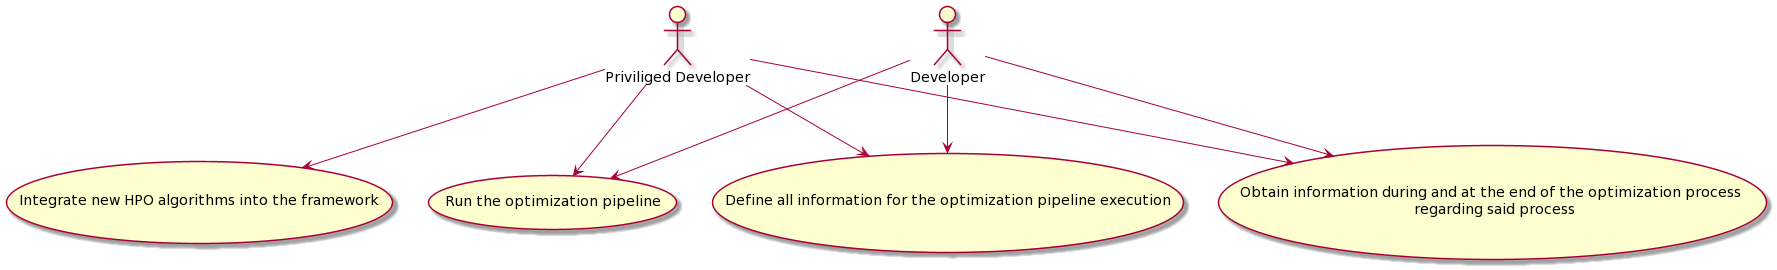 Priviliged Developer
Developer
Integrate new HPO algorithms into the framework
Run the optimization pipeline
Define all information for the optimization pipeline execution
Obtain information during and at the end of the optimization process
regarding said process